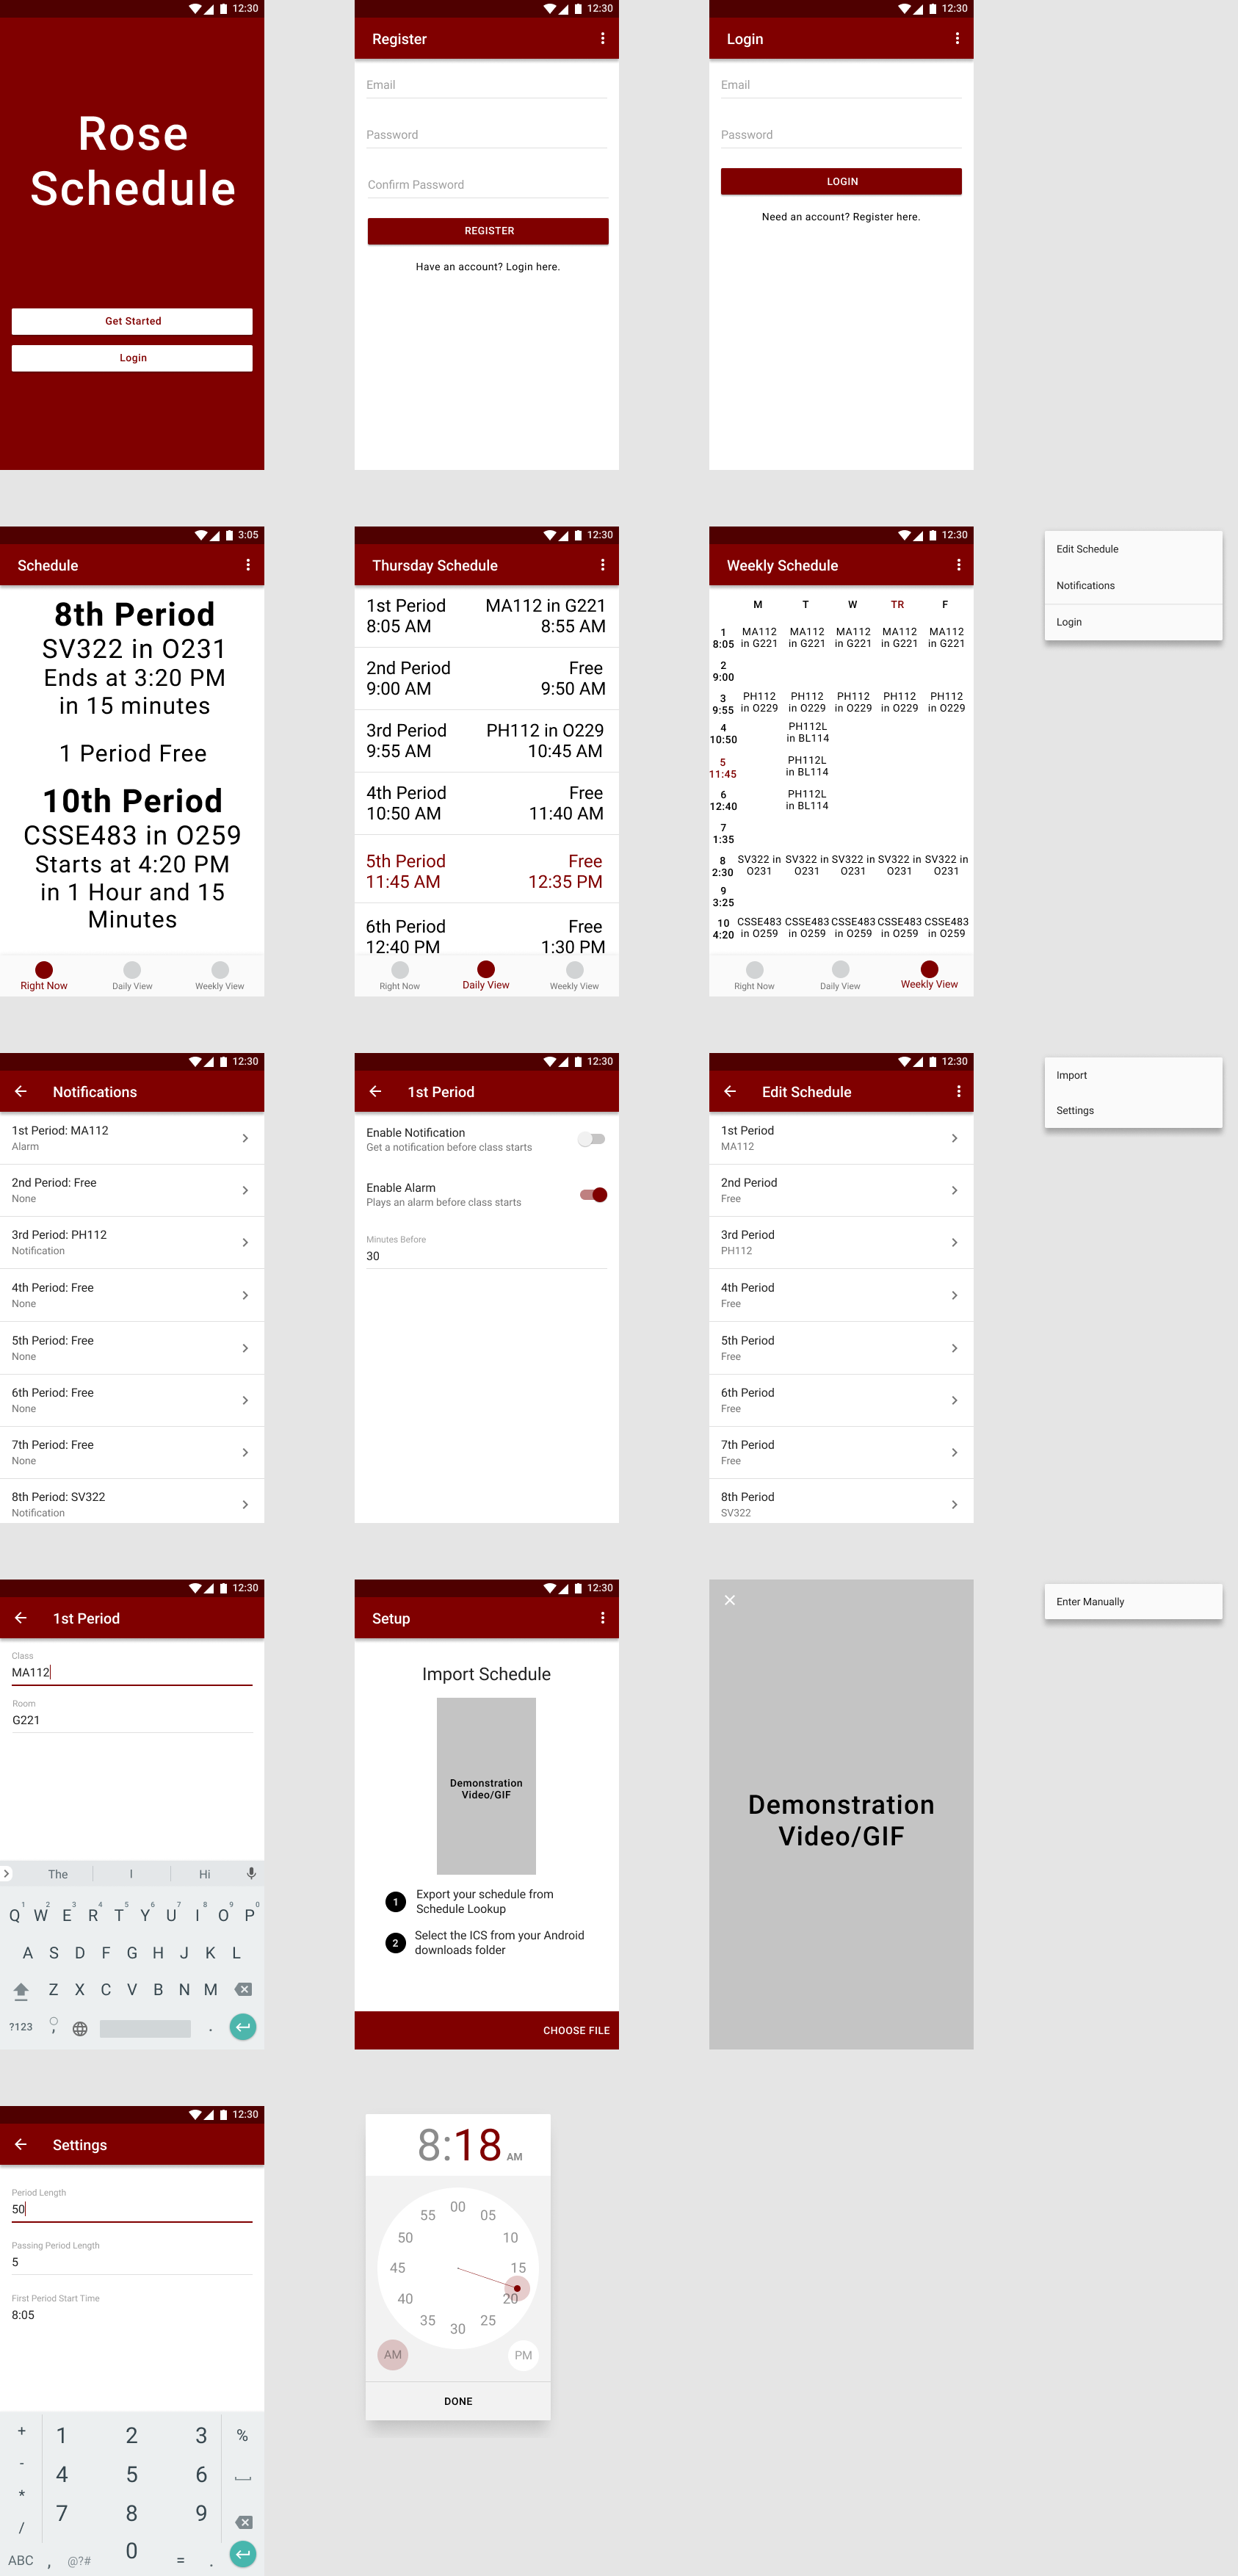 12:30
Rose
Schedule
Get Started
Login
12:30
Register
Email
Password
Confirm Password
REGISTER
Have an account? Login here.
12:30
Login
Email
Password
LOGIN
Need an account? Register here.
3:05
Schedule
8th Period
SV322 in O231
Ends at 3:20 PM
in 15 minutes
1 Period Free
10th Period
CSSE483 in O259
Starts at 4:20 PM
in 1 Hour and 15
Minutes
Right Now Daily View Weekly View
12:30
Thursday Schedule
1st Period MA112 in G221
8:05 AM 8:55 AM
2nd Period Free
9:00 AM 9:50 AM
3rd Period PH112 in O229
9:55 AM 10:45 AM
4th Period Free
10:50 AM 11:40 AM
5th Period Free
11:45 AM 12:35 PM
6th Period Free
12:40 PM 1:30 PM
Right Now Daily View Weekly View
12:30
Weekly Schedule
M T W TR F
1 MA112 MA112 MA112 MA112 MA112
8:05 in G221 in G221 in G221 in G221 in G221
2
9:00
3 PH112 PH112 PH112 PH112 PH112
9:55 in O229 in O229 in O229 in O229 in O229
4 PH112L
10:50 in BL114
5 PH112L
11:45 in BL114
6 PH112L
12:40 in BL114
7
1:35
8 SV322 in SV322 in SV322 in SV322 in SV322 in
2:30 O231 O231 O231 O231 O231
9
3:25
10 CSSE483 CSSE483 CSSE483 CSSE483 CSSE483
4:20 in O259 in O259 in O259 in O259 in O259
Right Now Daily View Weekly View
Edit Schedule
Notifications
Login
12:30
Notifications
1st Period: MA112
Alarm
2nd Period: Free
None
3rd Period: PH112
Notification
4th Period: Free
None
5th Period: Free
None
6th Period: Free
None
7th Period: Free
None
8th Period: SV322
Notification
12:30
1st Period
Enable Notification
Get a notification before class starts
Enable Alarm
Plays an alarm before class starts
Minutes Before
30
12:30
Edit Schedule
1st Period
MA112
2nd Period
Free
3rd Period
PH112
4th Period
Free
5th Period
Free
6th Period
Free
7th Period
Free
8th Period
SV322
Import
Settings
12:30
1st Period
Class
MA112
Room
G221
The I Hi
1 2 3 4 5 6 7 8 9 0
Q W E R T Y U I O P
A S D F G H J K L
Z X C V B N M
?123 , .
12:30
Setup
Import Schedule
Demonstration
Video/GIF
1 Export your schedule from
Schedule Lookup
2 Select the ICS from your Android
downloads folder
CHOOSE FILE
Demonstration
Video/GIF
Enter Manually
12:30
Settings
Period Length
50
Passing Period Length
5
First Period Start Time
8:05
+ 1 2 3 %
- 4 5 6
* 7 8 9
/ 0
ABC , @?# = .
8:18 AM
00
55 05
50 10
45 15
40 20
35 25
30
AM PM
DONE